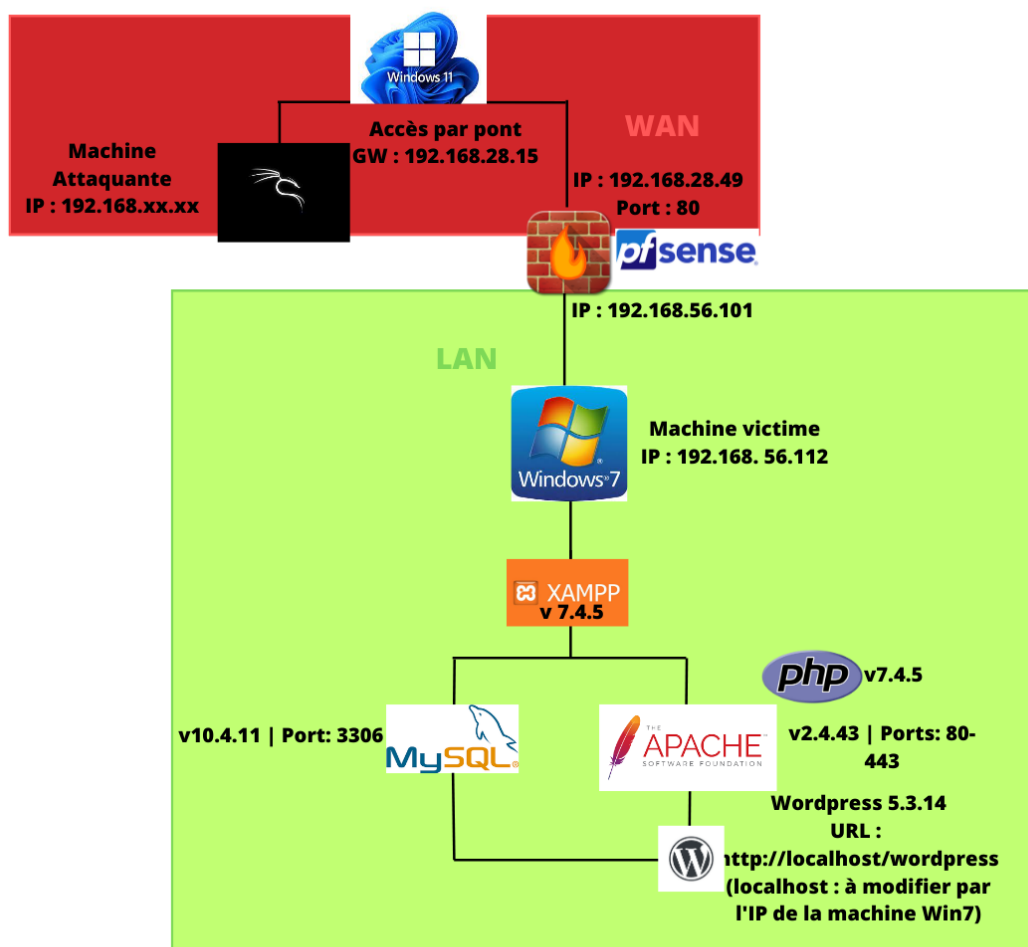 Windows 11
Accès par pont
GW : 192.168.28.15
WAN
Machine
Attaquante
IP : 192.168.xx.xx
IP : 192.168.28.49
Port : 80
pfsense
IP : 192.168.56.101
LAN
Machine victime
IP : 192.168. 56.112
Windows 7
XAMPP
v 7.4.5
php
v7.4.5
v10.4.11 | Port: 3306
MySQL
THE
APACHE
SOFTWARE FOUNDATION
v2.4.43 | Ports: 80-
443
Wordpress 5.3.14
URL :
http://localhost/wordpress
(localhost : à modifier par
l'IP de la machine Win7)